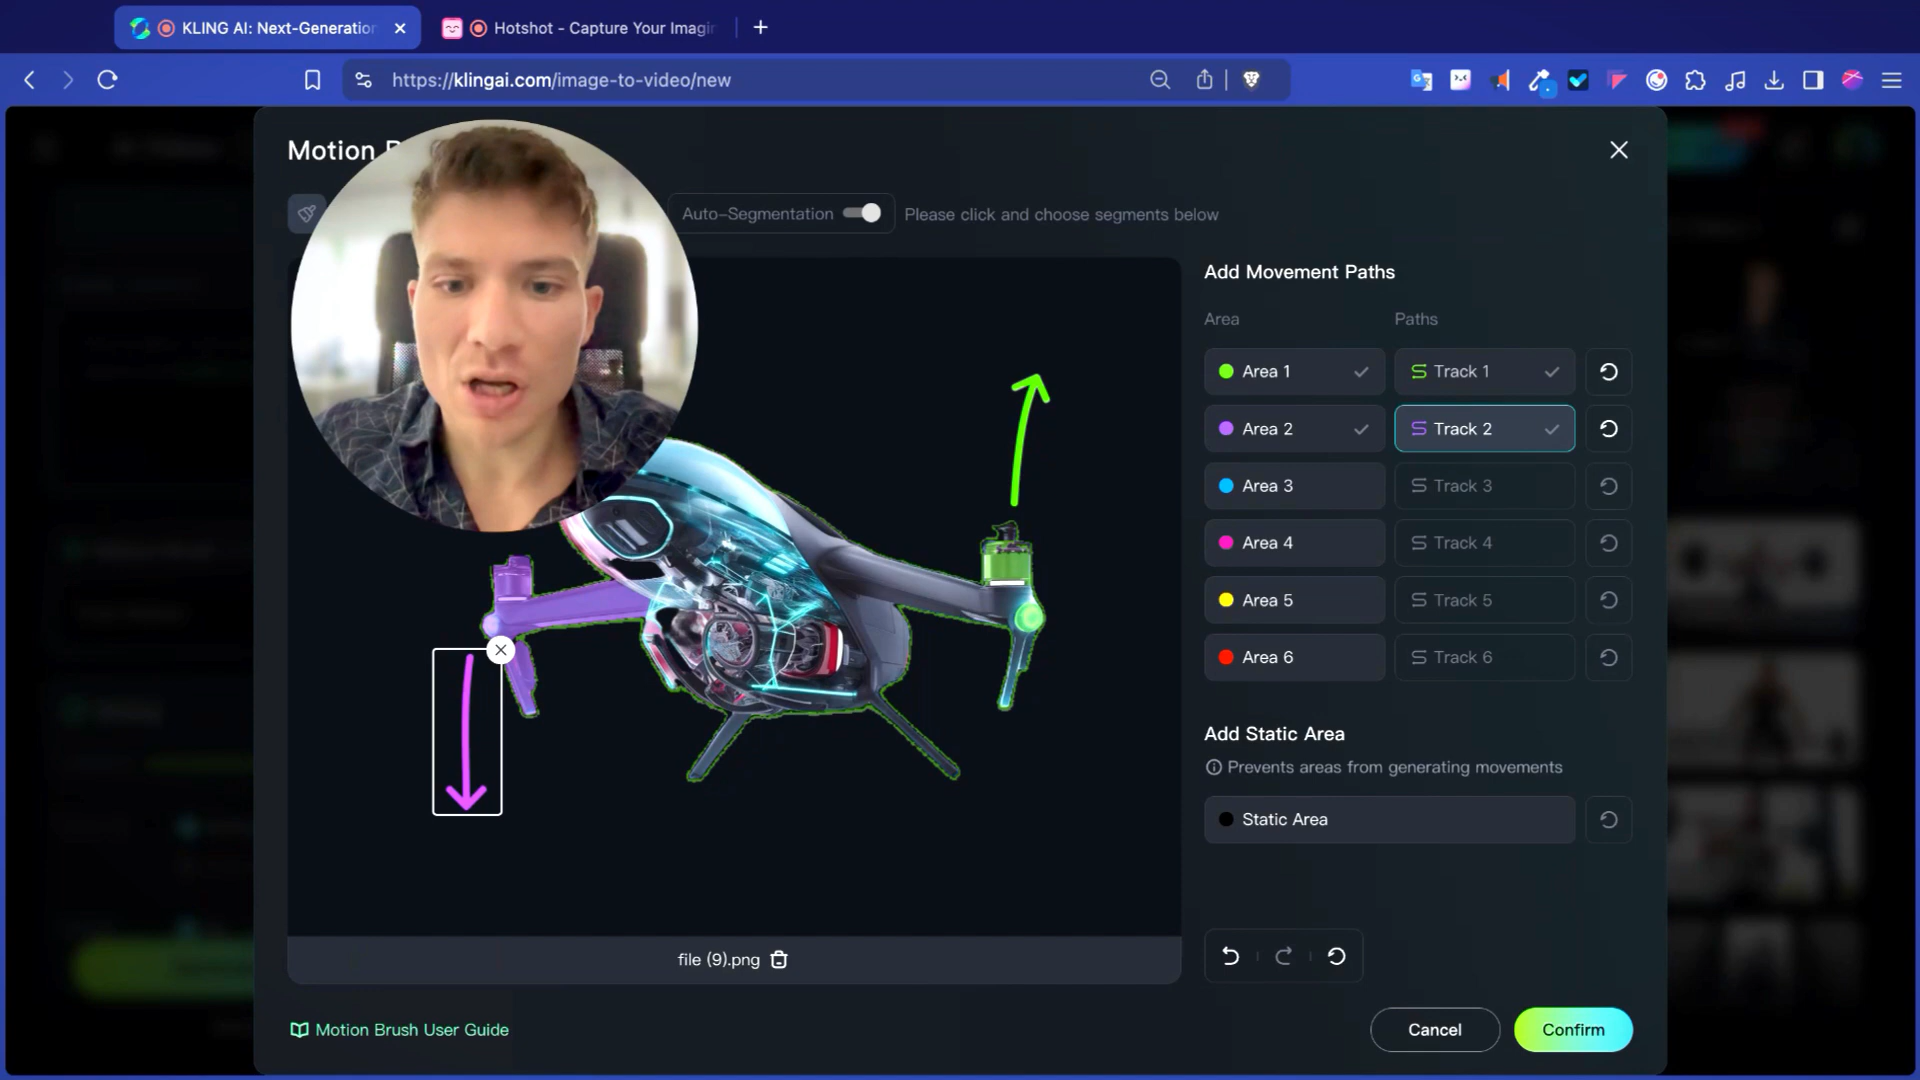 KLING AI: Next-Generation
Hotshot - Capture Your Imagin
https://klingai.com/image-to-video/new
Motion
Auto-Segmentation
Please click and choose segments below
Add Movement Paths
Area
Paths
Area 1
Track 1
Area 2
Track 2
Area 3
Track 3
Area 4
Track 4
Area 5
Track 5
Area 6
Track 6
Add Static Area
Prevents areas from generating movements
Static Area
file (9).png
Motion Brush User Guide
Cancel
Confirm